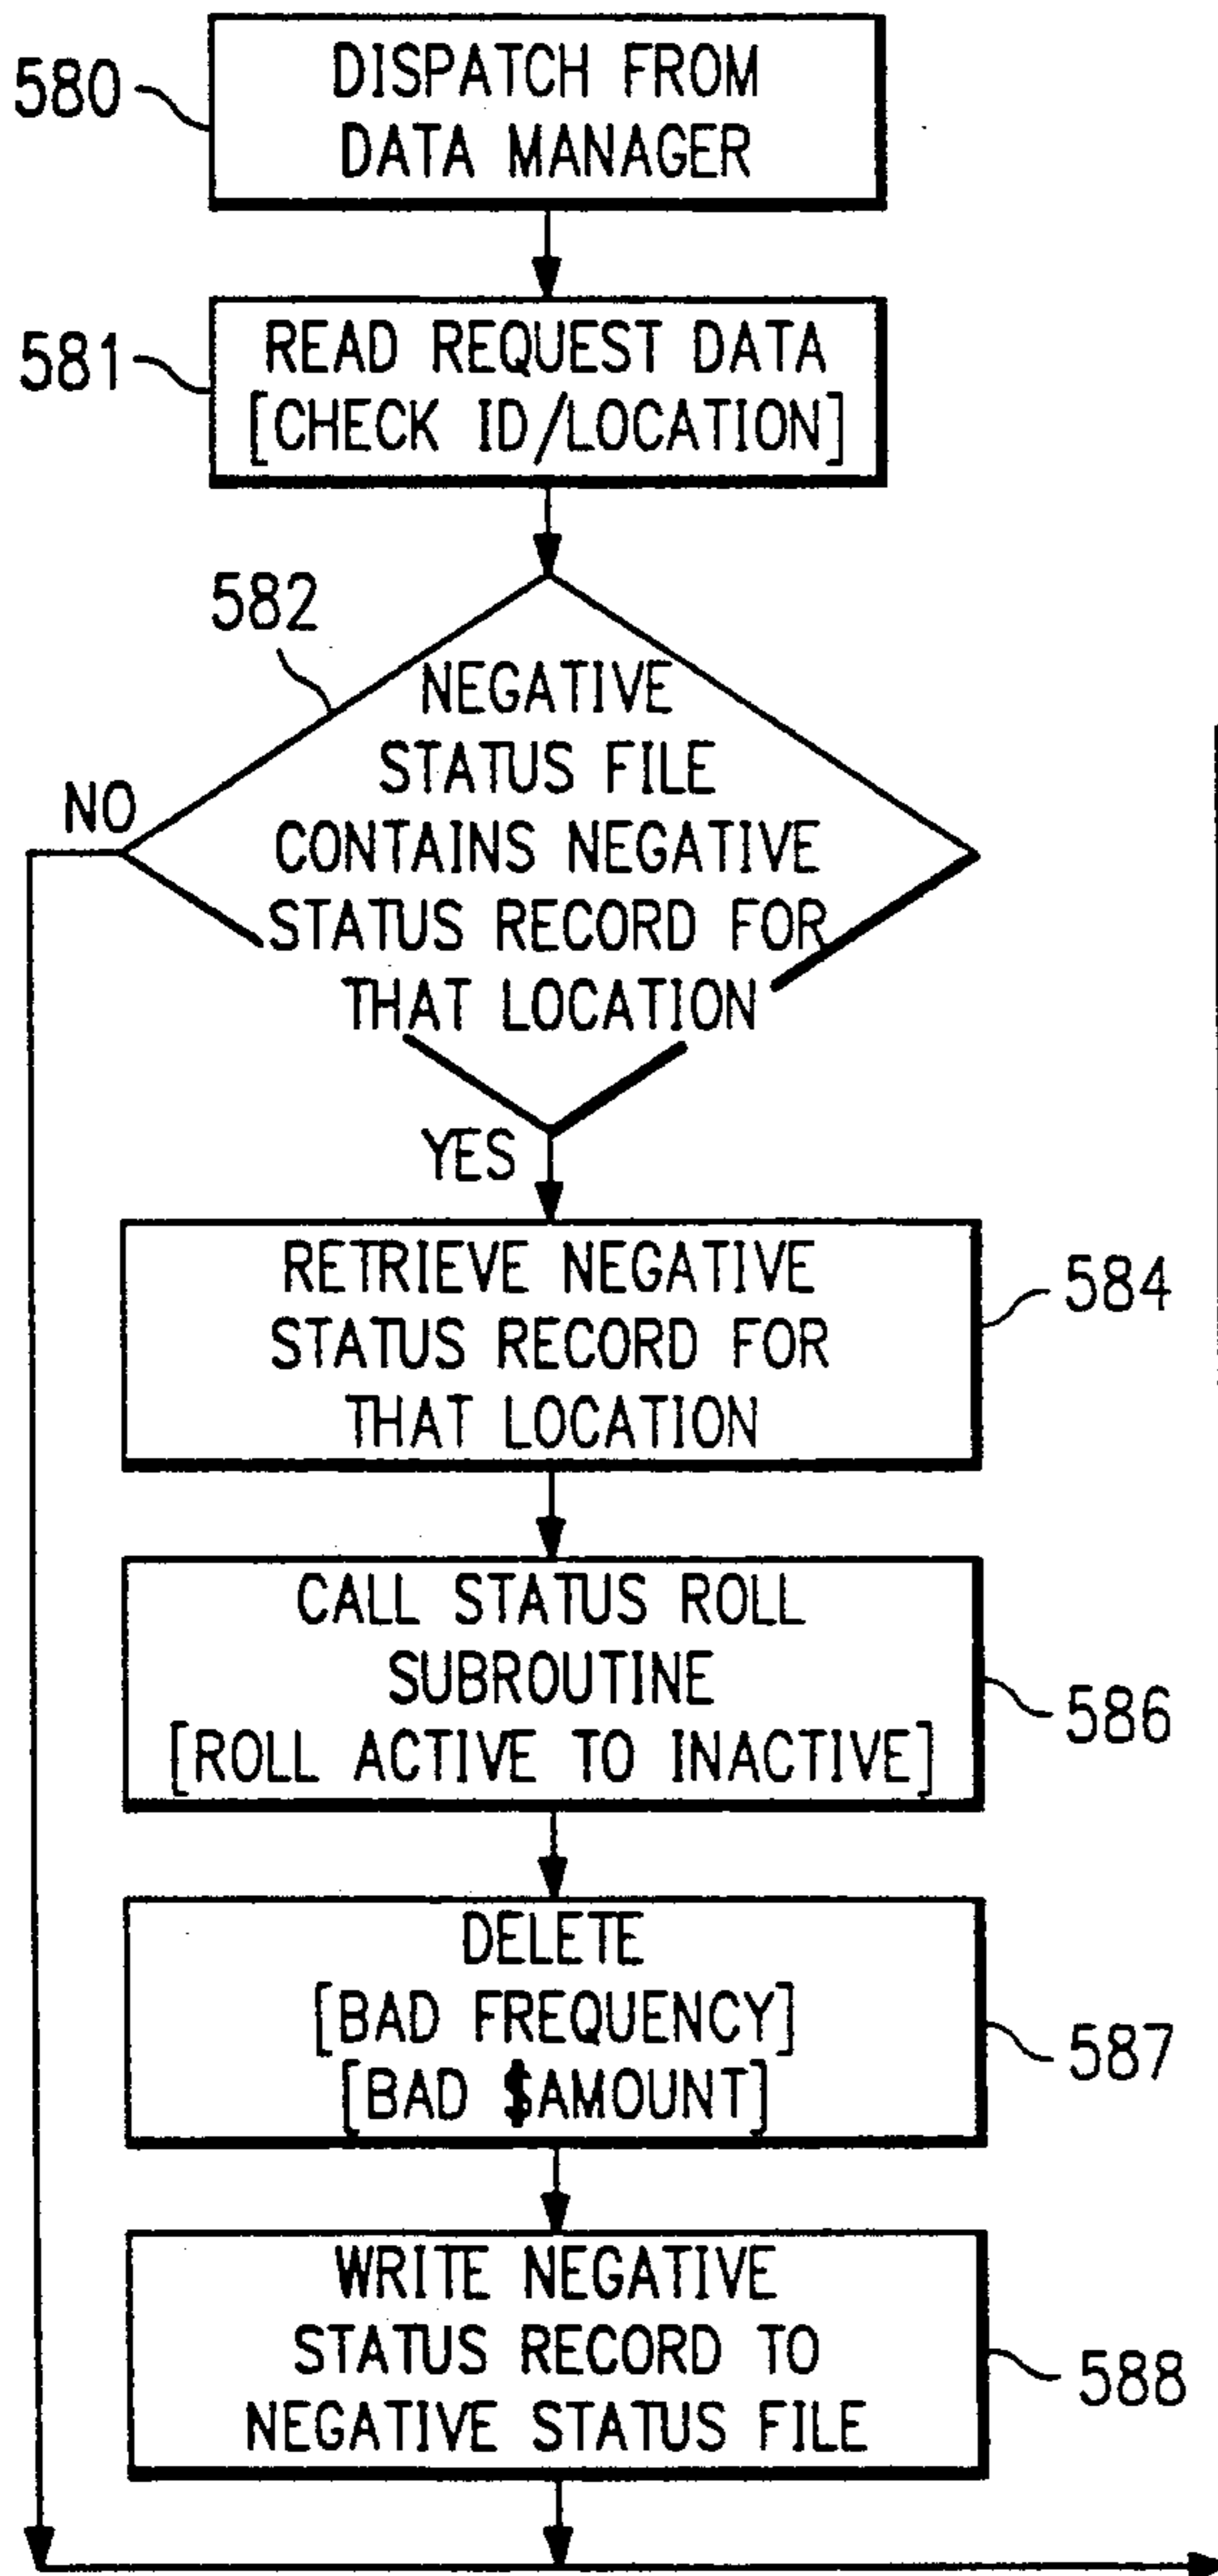 580
DISPATCH FROM
DATA MANAGER
581
READ REQUEST DATA
[CHECK ID/LOCATION]
582
NEGATIVE
STATUS FILE
CONTAINS NEGATIVE
STATUS RECORD FOR
THAT LOCATION
NO
YES
RETRIEVE NEGATIVE
STATUS RECORD FOR
THAT LOCATION
584
CALL STATUS ROLL
SUBROUTINE
[ROLL ACTIVE TO INACTIVE]
586
DELETE
[BAD FREQUENCY]
[BAD $AMOUNT]
587
WRITE NEGATIVE
STATUS RECORD TO
NEGATIVE STATUS FILE
588